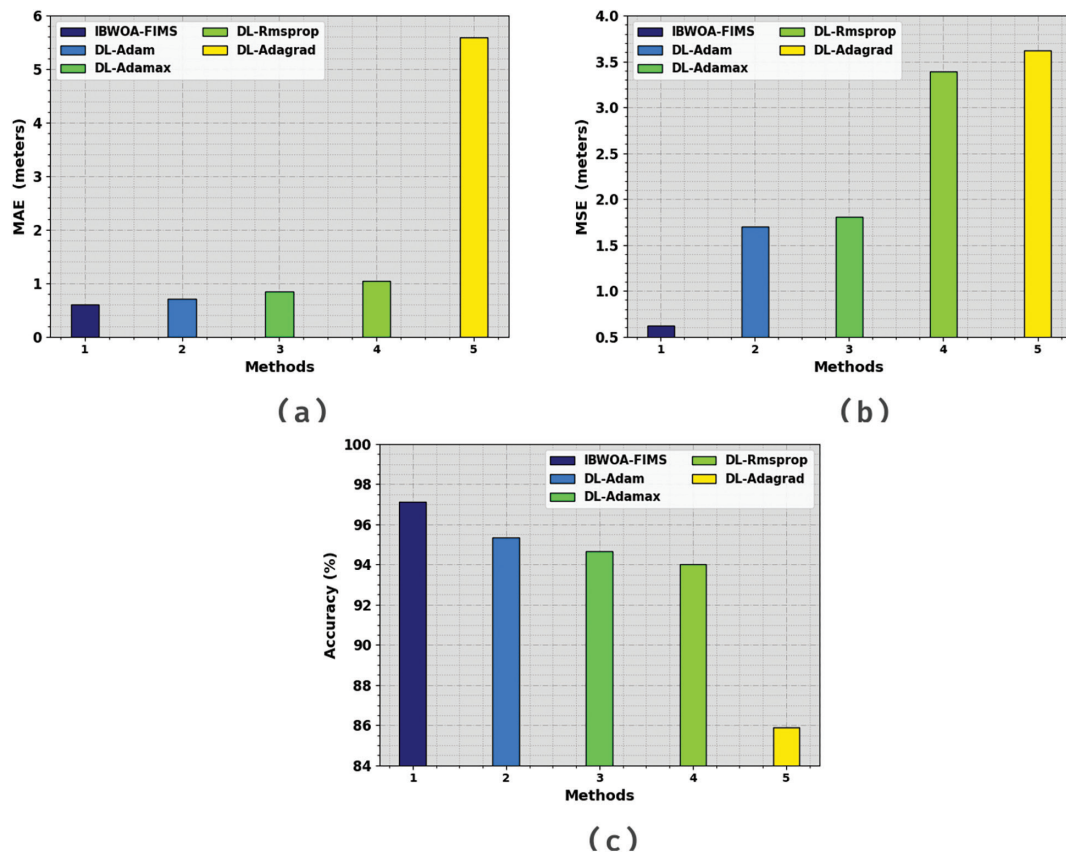 6
5
4
3
2
1
0
MAE (meters)
IBWOA-FIMS
DL-Adam
DL-Adamax
DL-Rmsprop
DL-Adagrad
1 2 3 4 5
Methods
(a)
4.0
3.5
3.0
2.5
2.0
1.5
1.0
0.5
MSE (meters)
IBWOA-FIMS
DL-Adam
DL-Adamax
DL-Rmsprop
DL-Adagrad
1 2 3 4 5
Methods
(b)
100
98
96
94
92
90
88
86
84
Accuracy (%)
IBWOA-FIMS
DL-Adam
DL-Adamax
DL-Rmsprop
DL-Adagrad
1 2 3 4 5
Methods
(c)